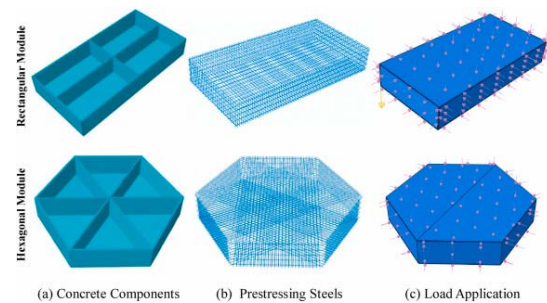 Rectangular Module
Hexagonal Module
(a) Concrete Components
(b) Prestressing Steels
(c) Load Application